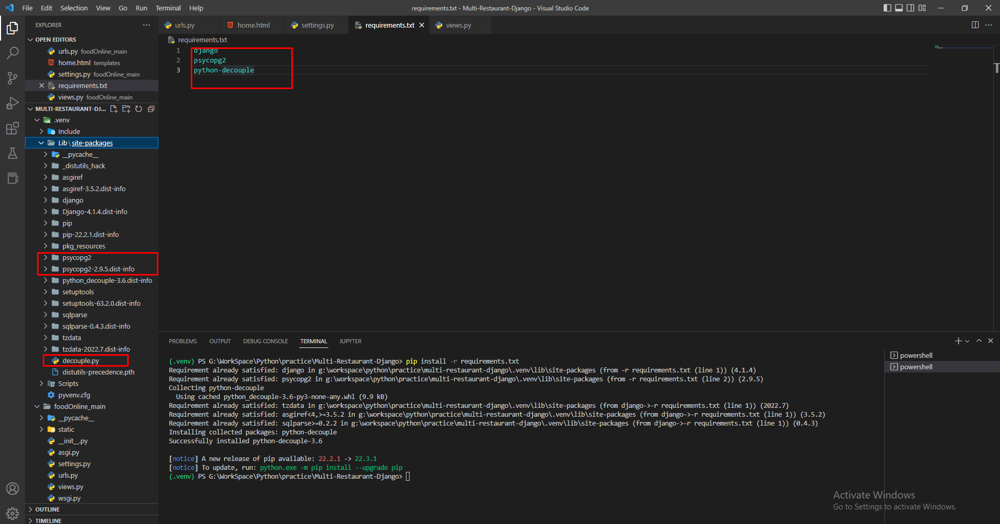 File Edit Selection View Go Run Terminal Help
requirements.txt - Multi-Restaurant-Django - Visual Studio Code
EXPLORER
OPEN EDITORS
urls.py foodOnline_main
home.html templates
settings.py foodOnline_main
requirements.txt
views.py foodOnline_main
MULTI-RESTAURANT-DJ...
.venv
Include
Lib\site-packages
__pycache__
_distutils_hack
asgiref
asgiref-3.5.2.dist-info
django
Django-4.1.4.dist-info
pip
pip-22.2.1.dist-info
pkg_resources
psycopg2
psycopg2-2.9.5.dist-info
python_decouple-3.6.dist-info
setuptools
setuptools-63.2.0.dist-info
sqlparse
sqlparse-0.4.3.dist-info
tzdata
tzdata-2022.7.dist-info
decouple.py
distutils-precedence.pth
Scripts
pyvenv.cfg
foodOnline_main
__pycache__
static
__init__.py
asgi.py
settings.py
urls.py
views.py
wsgi.py
OUTLINE
TIMELINE
urls.py home.html settings.py requirements.txt views.py
requirements.txt
1 django
2 psycopg2
3 python-decouple
PROBLEMS OUTPUT DEBUG CONSOLE TERMINAL JUPYTER
(.venv) PS G:\WorkSpace\Python\practice\Multi-Restaurant-Django> pip install -r requirements.txt
Requirement already satisfied: django in g:\workspace\python\practice\multi-restaurant-django\.venv\lib\site-packages (from -r requirements.txt (line 1)) (4.1.4)
Requirement already satisfied: psycopg2 in g:\workspace\python\practice\multi-restaurant-django\.venv\lib\site-packages (from -r requirements.txt (line 2)) (2.9.5)
Collecting python-decouple
Using cached python_decouple-3.6-py3-none-any.whl (9.9 kB)
Requirement already satisfied: tzdata in g:\workspace\python\practice\multi-restaurant-django\.venv\lib\site-packages (from django->-r requirements.txt (line 1)) (2022.7)
Requirement already satisfied: asgiref<4,>=3.5.2 in g:\workspace\python\practice\multi-restaurant-django\.venv\lib\site-packages (from django->-r requirements.txt (line 1)) (3.5.2)
Requirement already satisfied: sqlparse>=0.2.2 in g:\workspace\python\practice\multi-restaurant-django\.venv\lib\site-packages (from django->-r requirements.txt (line 1)) (0.4.3)
Installing collected packages: python-decouple
Successfully installed python-decouple-3.6
[notice] A new release of pip available: 22.2.1 -> 22.3.1
[notice] To update, run: python.exe -m pip install --upgrade pip
(.venv) PS G:\WorkSpace\Python\practice\Multi-Restaurant-Django>
powershell
powershell
Activate Windows
Go to Settings to activate Windows.